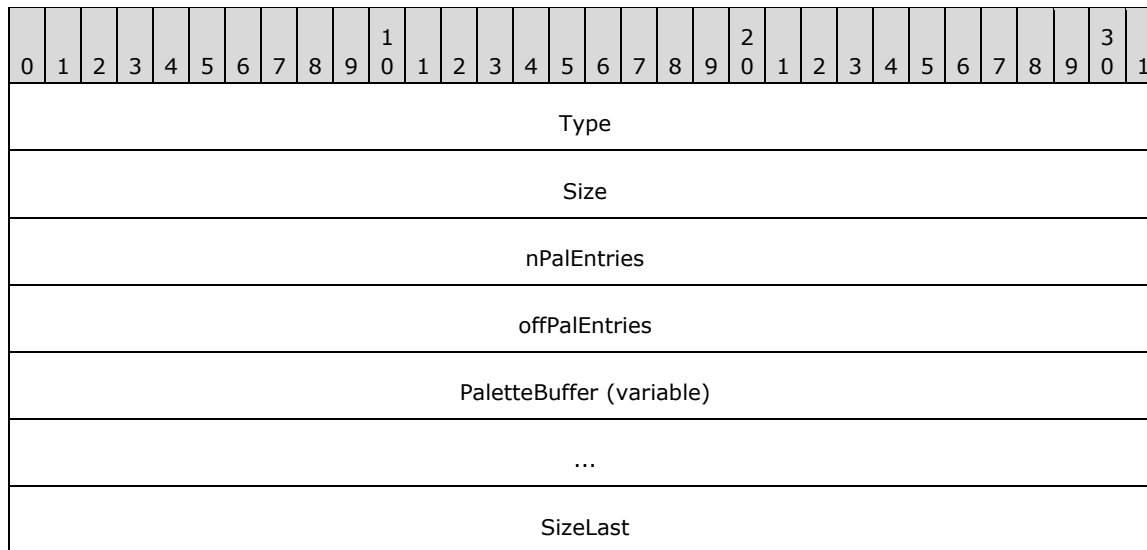 1 2 3
0 1 2 3 4 5 6 7 8 9 0 1 2 3 4 5 6 7 8 9 0 1 2 3 4 5 6 7 8 9 0 1
Type
Size
nPalEntries
offPalEntries
PaletteBuffer (variable)
...
SizeLast